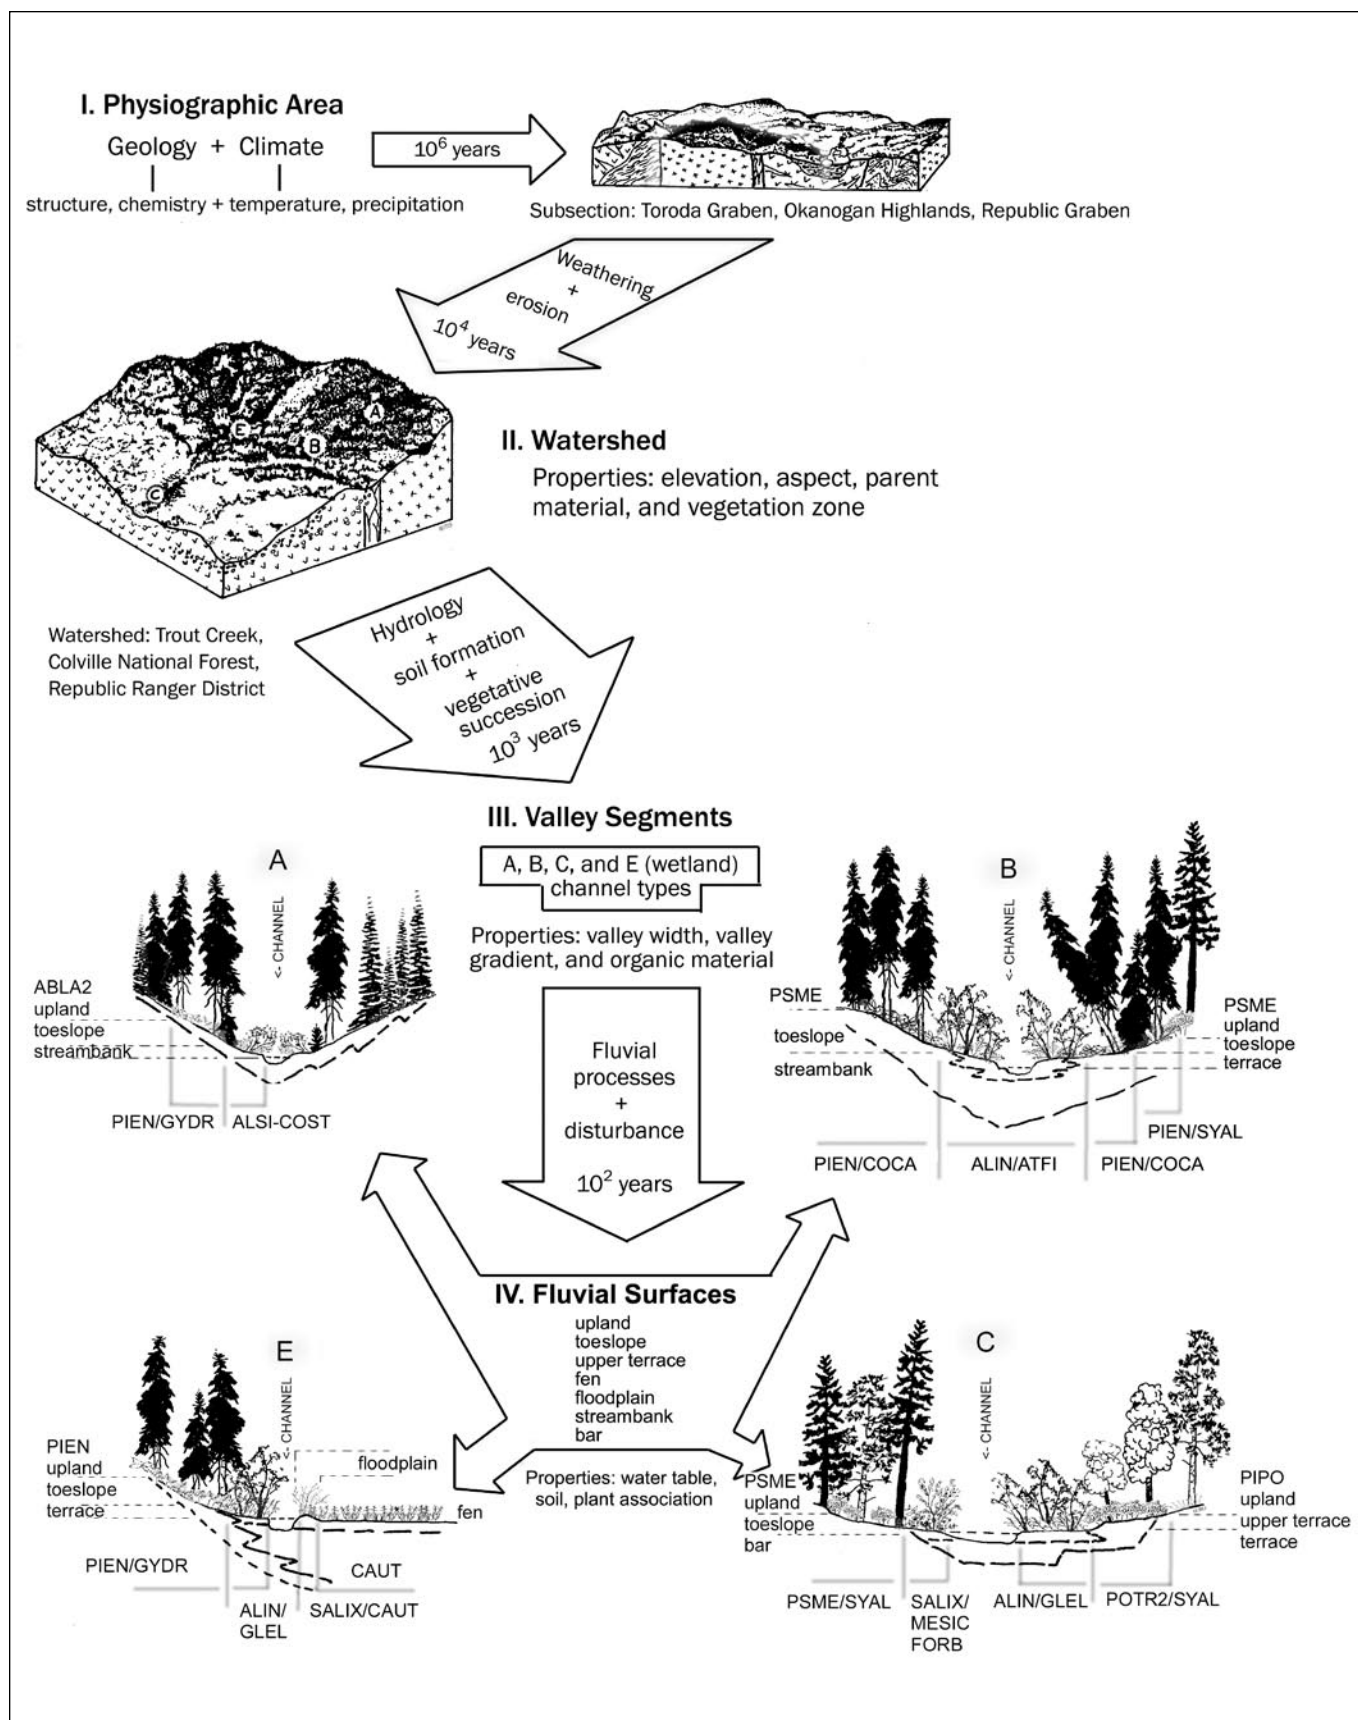 I. Physiographic Area
Geology + Climate
structure, chemistry + temperature, precipitation
10⁶ years
Subsection: Toroda Graben, Okanogan Highlands, Republic Graben
Weathering
+
erosion
10⁴ years
A
E
B
C
II. Watershed
Properties: elevation, aspect, parent
material, and vegetation zone
Watershed: Trout Creek,
Colville National Forest,
Republic Ranger District
Hydrology
+
soil formation
+
vegetative
succession
10³ years
III. Valley Segments
A, B, C, and E (wetland)
channel types
Properties: valley width, valley
gradient, and organic material
Fluvial
processes
+
disturbance
10² years
A
<- CHANNEL
ABLA2
upland
toeslope
streambank
PIEN/GYDR
ALSI-COST
B
<- CHANNEL
PSME
toeslope
streambank
PSME
upland
toeslope
terrace
PIEN/SYAL
PIEN/COCA
ALIN/ATFI
PIEN/COCA
IV. Fluvial Surfaces
upland
toeslope
upper terrace
fen
floodplain
streambank
bar
Properties: water table,
soil, plant association
E
<- CHANNEL
PIEN
upland
toeslope
terrace
floodplain
fen
PIEN/GYDR
CAUT
ALIN/
GLEL
SALIX/CAUT
C
<- CHANNEL
PSME
upland
toeslope
bar
PIPO
upland
upper terrace
terrace
PSME/SYAL
SALIX/
MESIC
FORB
ALIN/GLEL
POTR2/SYAL